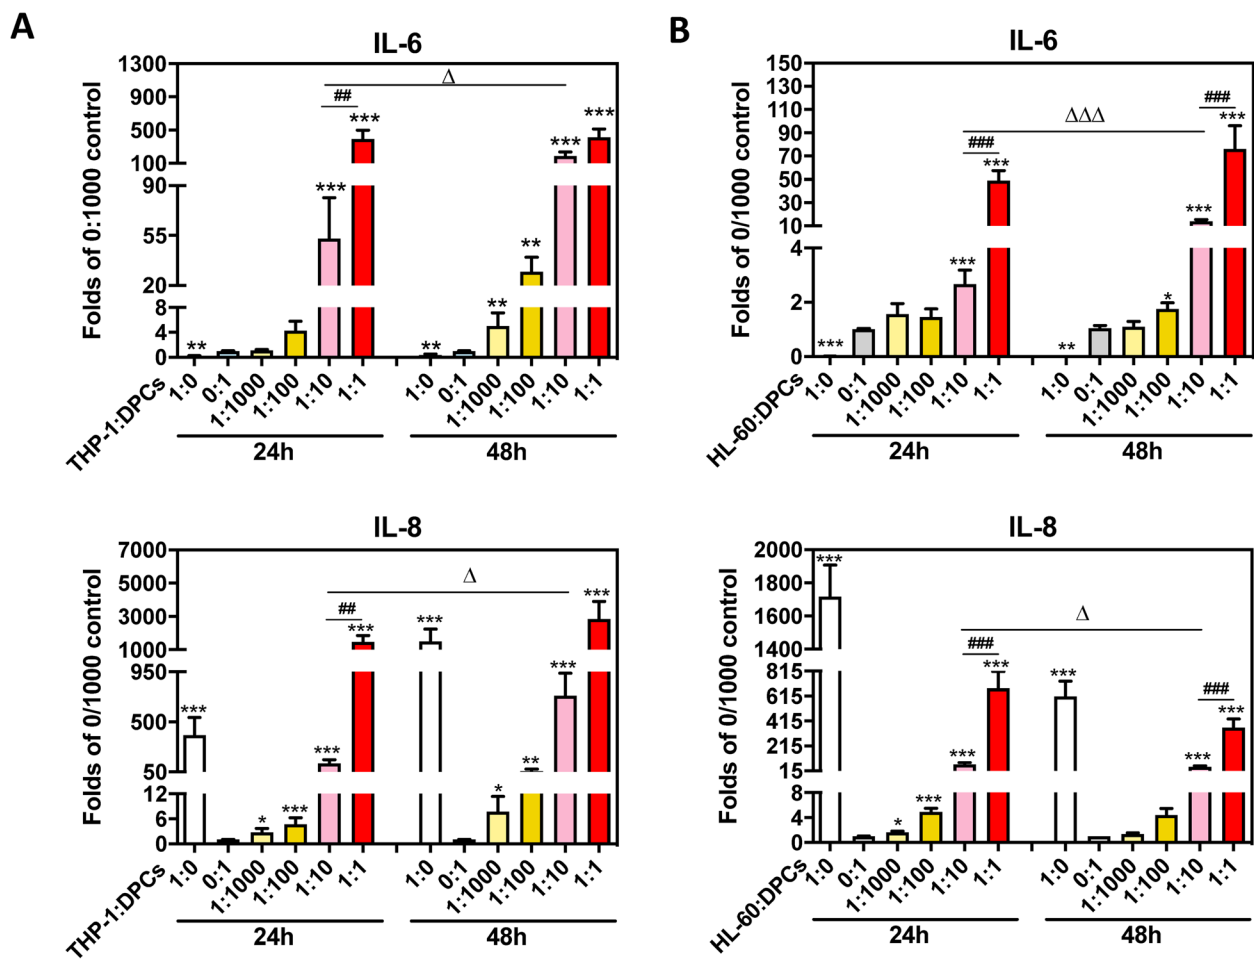 A
IL-6
Folds of 0:1000 control
1300
900
500
100
90
55
20
8
4
0
** *** ## *** Δ ** ** ** *** ***
THP-1:DPCs 1:0 0:1 1:1000 1:100 1:10 1:1 1:0 0:1 1:1000 1:100 1:10 1:1
24h 48h
B
IL-6
Folds of 0/1000 control
150
130
110
90
70
50
30
10
4
2
0
*** *** ### *** ΔΔΔ ** * *** ### ***
HL-60:DPCs 1:0 0:1 1:1000 1:100 1:10 1:1 1:0 0:1 1:1000 1:100 1:10 1:1
24h 48h
IL-8
Folds of 0/1000 control
7000
5000
3000
1000
950
500
50
12
6
0
*** * *** *** ## *** Δ *** * ** *** ***
THP-1:DPCs 1:0 0:1 1:1000 1:100 1:10 1:1 1:0 0:1 1:1000 1:100 1:10 1:1
24h 48h
IL-8
Folds of 0/1000 control
2000
1800
1600
1400
815
615
415
215
15
8
4
0
*** * *** *** ### *** Δ *** *** ### ***
HL-60:DPCs 1:0 0:1 1:1000 1:100 1:10 1:1 1:0 0:1 1:1000 1:100 1:10 1:1
24h 48h